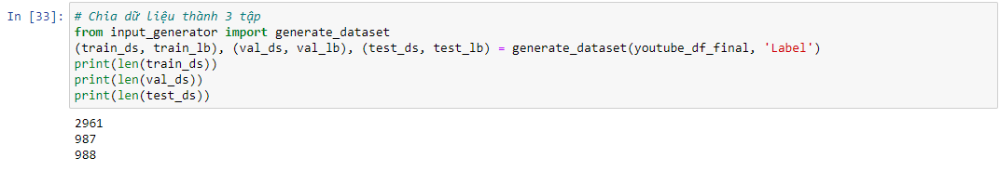 In [33]: # Chia dữ liệu thành 3 tập
from input_generator import generate_dataset
(train_ds, train_lb), (val_ds, val_lb), (test_ds, test_lb) = generate_dataset(youtube_df_final, 'Label')
print(len(train_ds))
print(len(val_ds))
print(len(test_ds))
2961
987
988